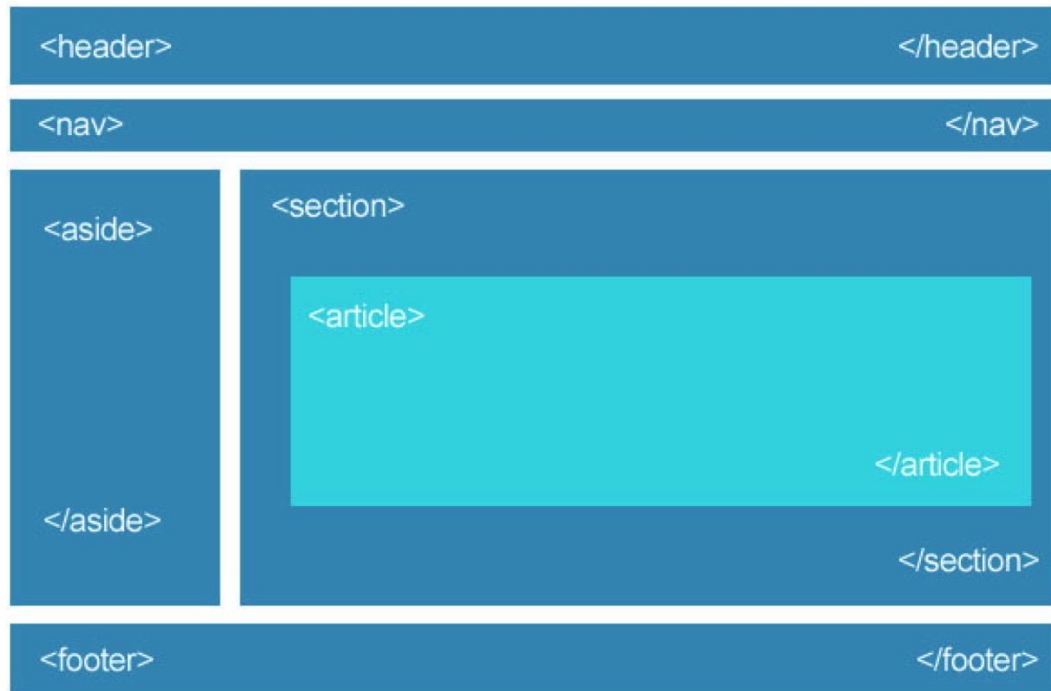 <header> </header>
<nav> </nav>
<aside>
</aside>
<section>
<article>
</article>
</section>
<footer> </footer>